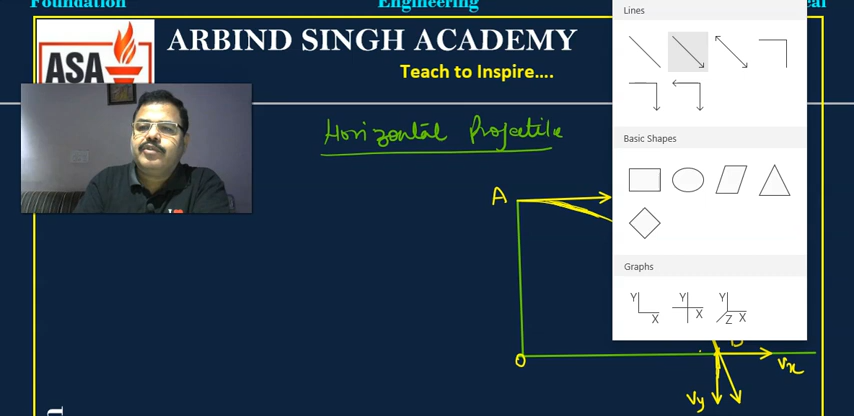 Foundation
Engineering
ARBIND SINGH ACADEMY
ASA
Teach to Inspire....
Horizontal Projectile
A
O
Vx
Vy
Lines
Basic Shapes
Graphs
Y
X
Y
X
Y
Z X